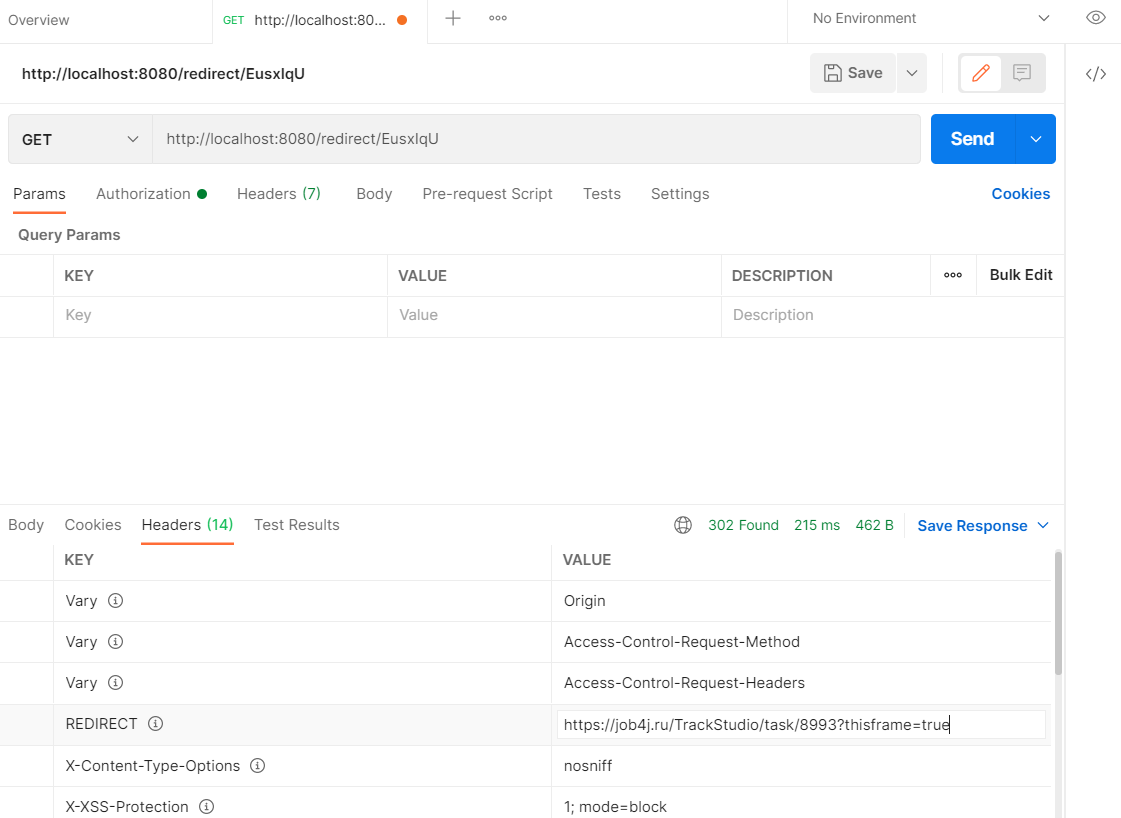 Overview
GET http://localhost:80...
No Environment
http://localhost:8080/redirect/EusxIqU
Save
GET
http://localhost:8080/redirect/EusxIqU
Send
Params Authorization Headers (7) Body Pre-request Script Tests Settings Cookies
Query Params
KEY VALUE DESCRIPTION Bulk Edit
Key Value Description
Body Cookies Headers (14) Test Results 302 Found 215 ms 462 B Save Response
KEY VALUE
Vary Origin
Vary Access-Control-Request-Method
Vary Access-Control-Request-Headers
REDIRECT https://job4j.ru/TrackStudio/task/8993?thisframe=true
X-Content-Type-Options nosniff
X-XSS-Protection 1; mode=block